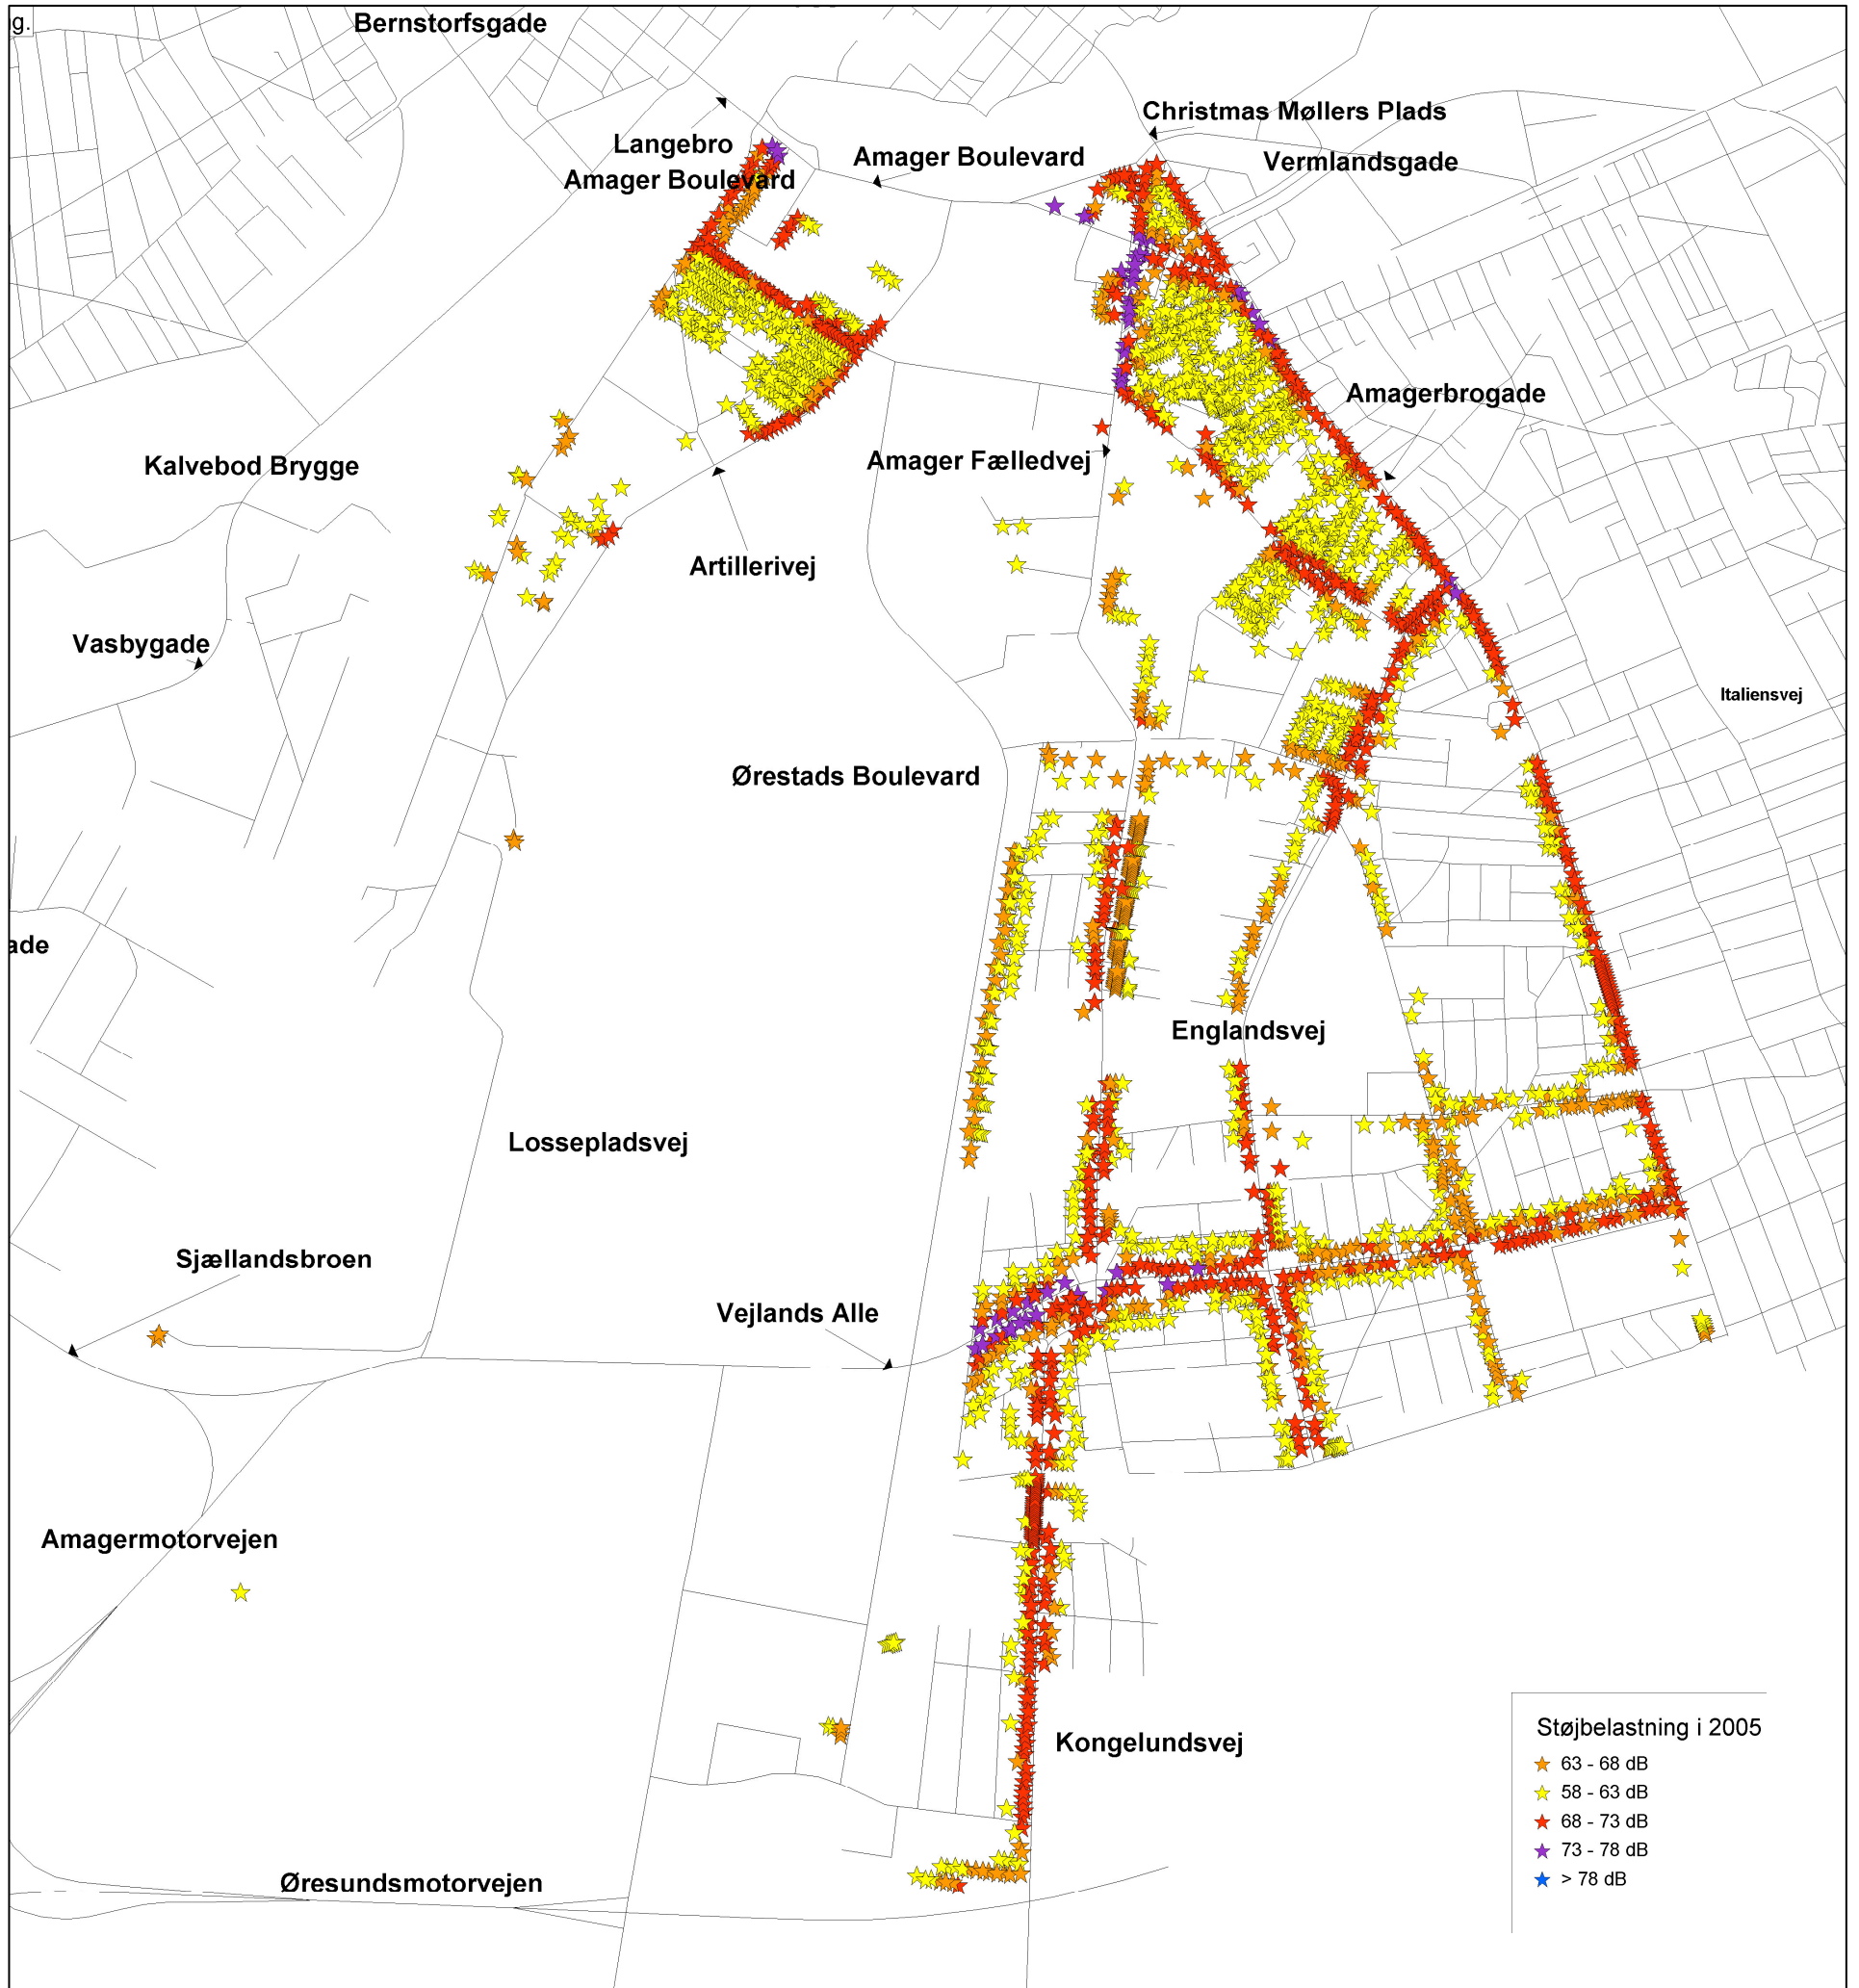 g.
Bernstorfsgade
Christmas Møllers Plads
Langebro
Amager Boulevard
Vermlandsgade
Amager Boulevard
Amagerbrogade
Kalvebod Brygge
Amager Fælledvej
Artillerivej
Vasbygade
Italiensvej
Ørestads Boulevard
ade
Englandsvej
Lossepladsvej
Sjællandsbroen
Vejlands Alle
Amagermotorvejen
Kongelundsvej
Støjbelastning i 2005
63 - 68 dB
58 - 63 dB
68 - 73 dB
73 - 78 dB
> 78 dB
Øresundsmotorvejen